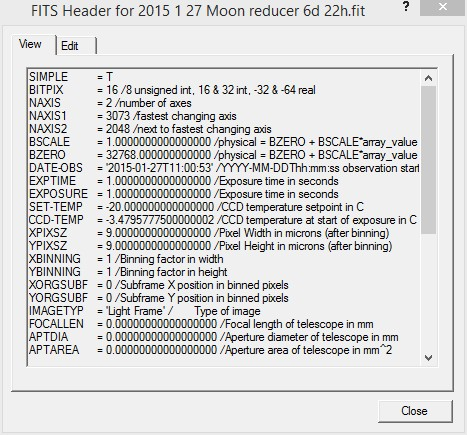 FITS Header for 2015 1 27 Moon reducer 6d 22h.fit
? ×
View Edit
SIMPLE = T
BITPIX = 16 /8 unsigned int, 16 & 32 int, -32 & -64 real
NAXIS = 2 /number of axes
NAXIS1 = 3073 /fastest changing axis
NAXIS2 = 2048 /next to fastest changing axis
BSCALE = 1.0000000000000000 /physical = BZERO + BSCALE*array_value
BZERO = 32768.000000000000 /physical = BZERO + BSCALE*array_value
DATE-OBS = '2015-01-27T11:00:53' /YYYY-MM-DDThh:mm:ss observation start
EXPTIME = 1.0000000000000000 /Exposure time in seconds
EXPOSURE = 1.0000000000000000 /Exposure time in seconds
SET-TEMP = -20.000000000000000 /CCD temperature setpoint in C
CCD-TEMP = -3.4795777500000002 /CCD temperature at start of exposure in C
XPIXSZ = 9.0000000000000000 /Pixel Width in microns (after binning)
YPIXSZ = 9.0000000000000000 /Pixel Height in microns (after binning)
XBINNING = 1 /Binning factor in width
YBINNING = 1 /Binning factor in height
XORGSUBF = 0 /Subframe X position in binned pixels
YORGSUBF = 0 /Subframe Y position in binned pixels
IMAGETYP = 'Light Frame' / Type of image
FOCALLEN = 0.00000000000000000 /Focal length of telescope in mm
APTDIA = 0.00000000000000000 /Aperture diameter of telescope in mm
APTAREA = 0.00000000000000000 /Aperture area of telescope in mm^2
Close